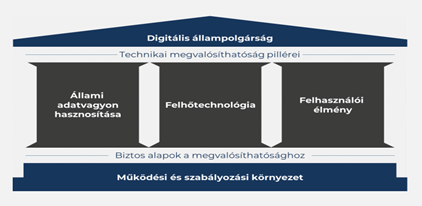 Digitális állampolgárság
Technikai megvalósíthatóság pillérei
Állami
adatvagyon
hasznosítása
Felhőtechnológia
Felhasználói
élmény
Biztos alapok a megvalósíthatósághoz
Működési és szabályozási környezet